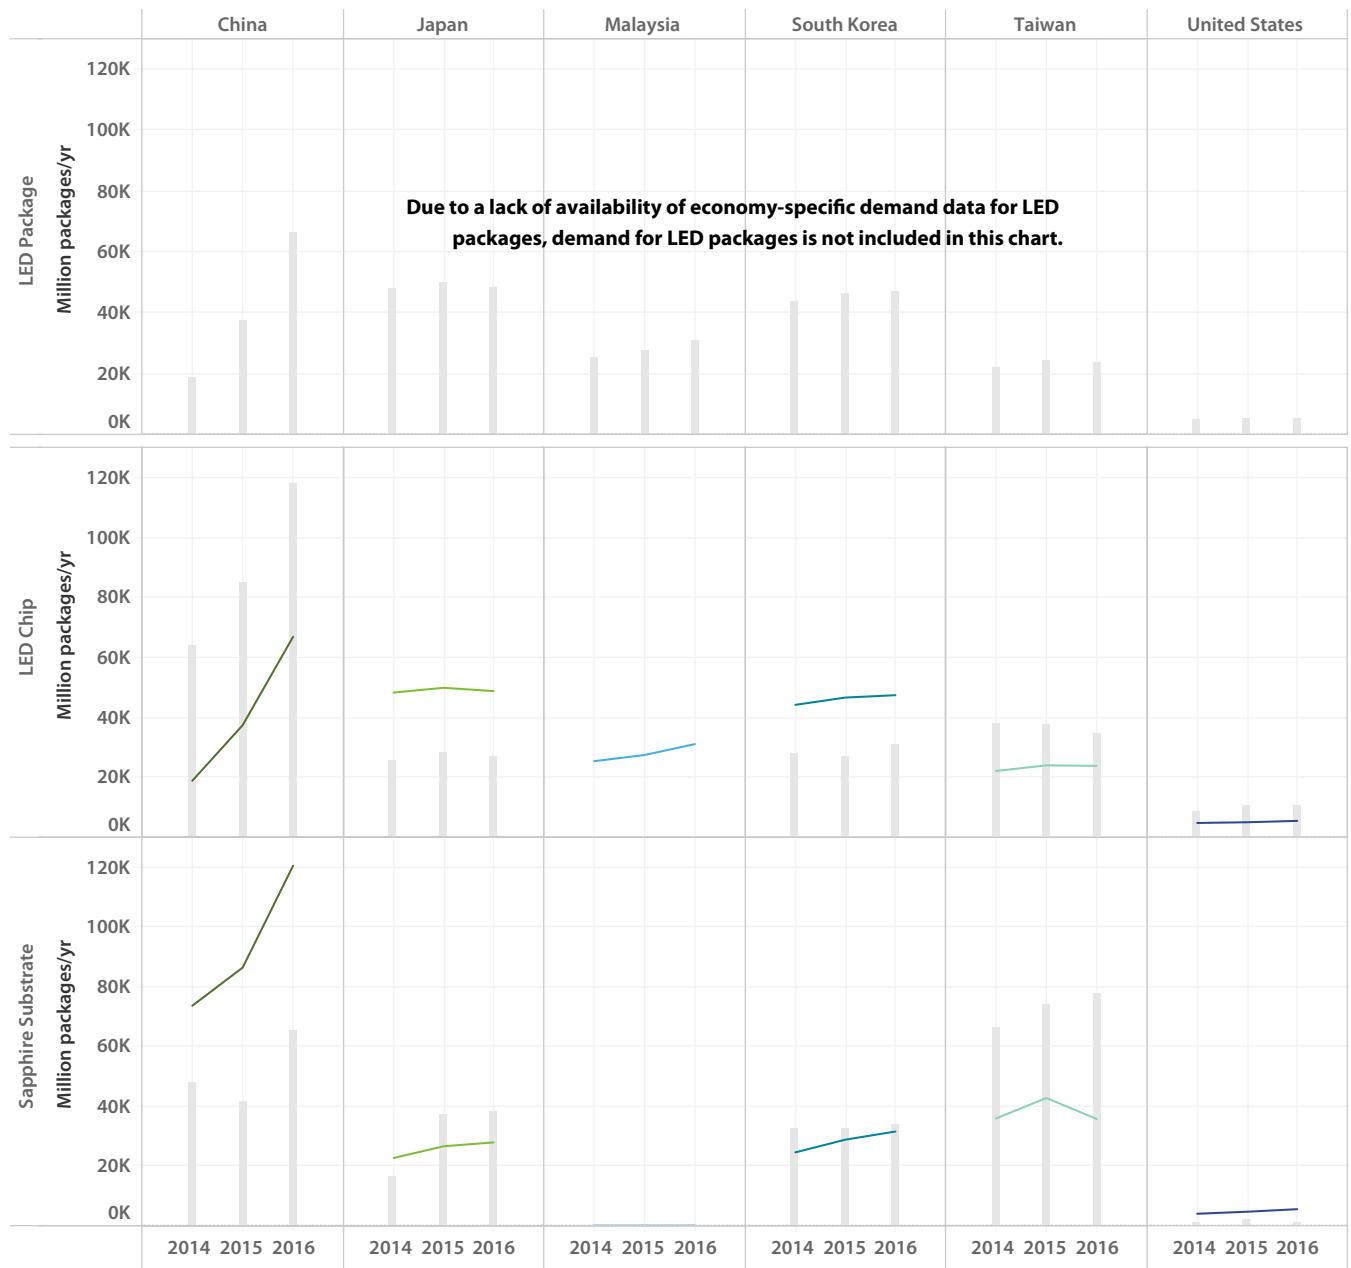 China Japan Malaysia South Korea Taiwan United States
LED Package
Million packages/yr
120K
100K
80K
60K
40K
20K
0K
Due to a lack of availability of economy-specific demand data for LED
packages, demand for LED packages is not included in this chart.
LED Chip
Million packages/yr
120K
100K
80K
60K
40K
20K
0K
Sapphire Substrate
Million packages/yr
120K
100K
80K
60K
40K
20K
0K
2014 2015 2016 2014 2015 2016 2014 2015 2016 2014 2015 2016 2014 2015 2016 2014 2015 2016